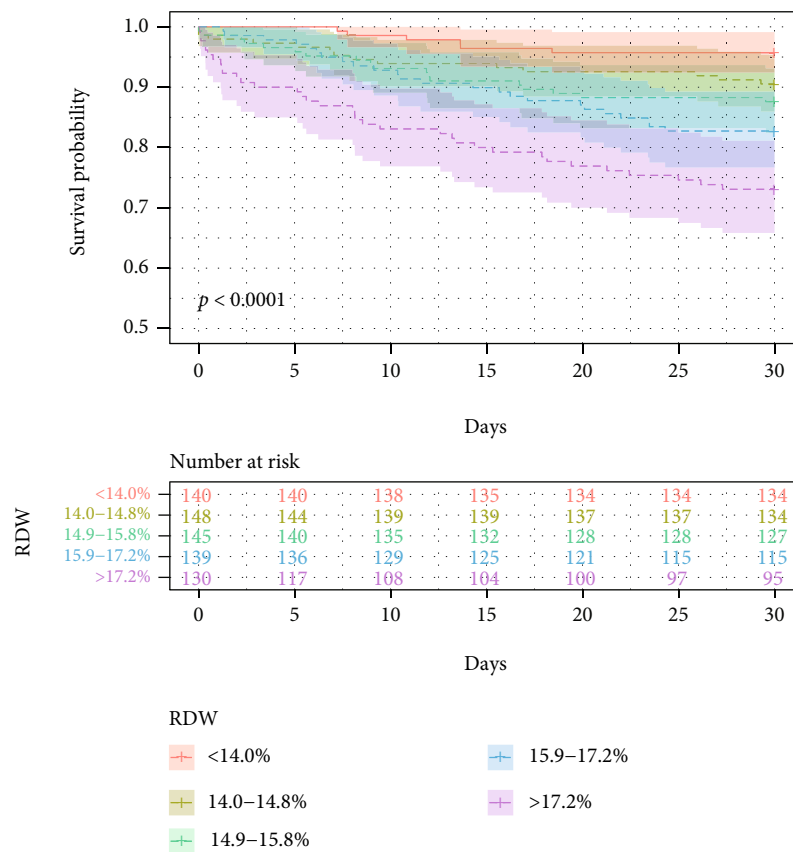 1.0
0.9
0.8
0.7
0.6
0.5
Survival probability
p < 0.0001
0 5 10 15 20 25 30
Days
Number at risk
RDW
<14.0% 140 140 138 135 134 134 134
14.0–14.8% 148 144 139 139 137 137 134
14.9–15.8% 145 140 135 132 128 128 127
15.9–17.2% 139 136 129 125 121 115 115
>17.2% 130 117 108 104 100 97 95
0 5 10 15 20 25 30
Days
RDW
<14.0% 15.9–17.2%
14.0–14.8% >17.2%
14.9–15.8%